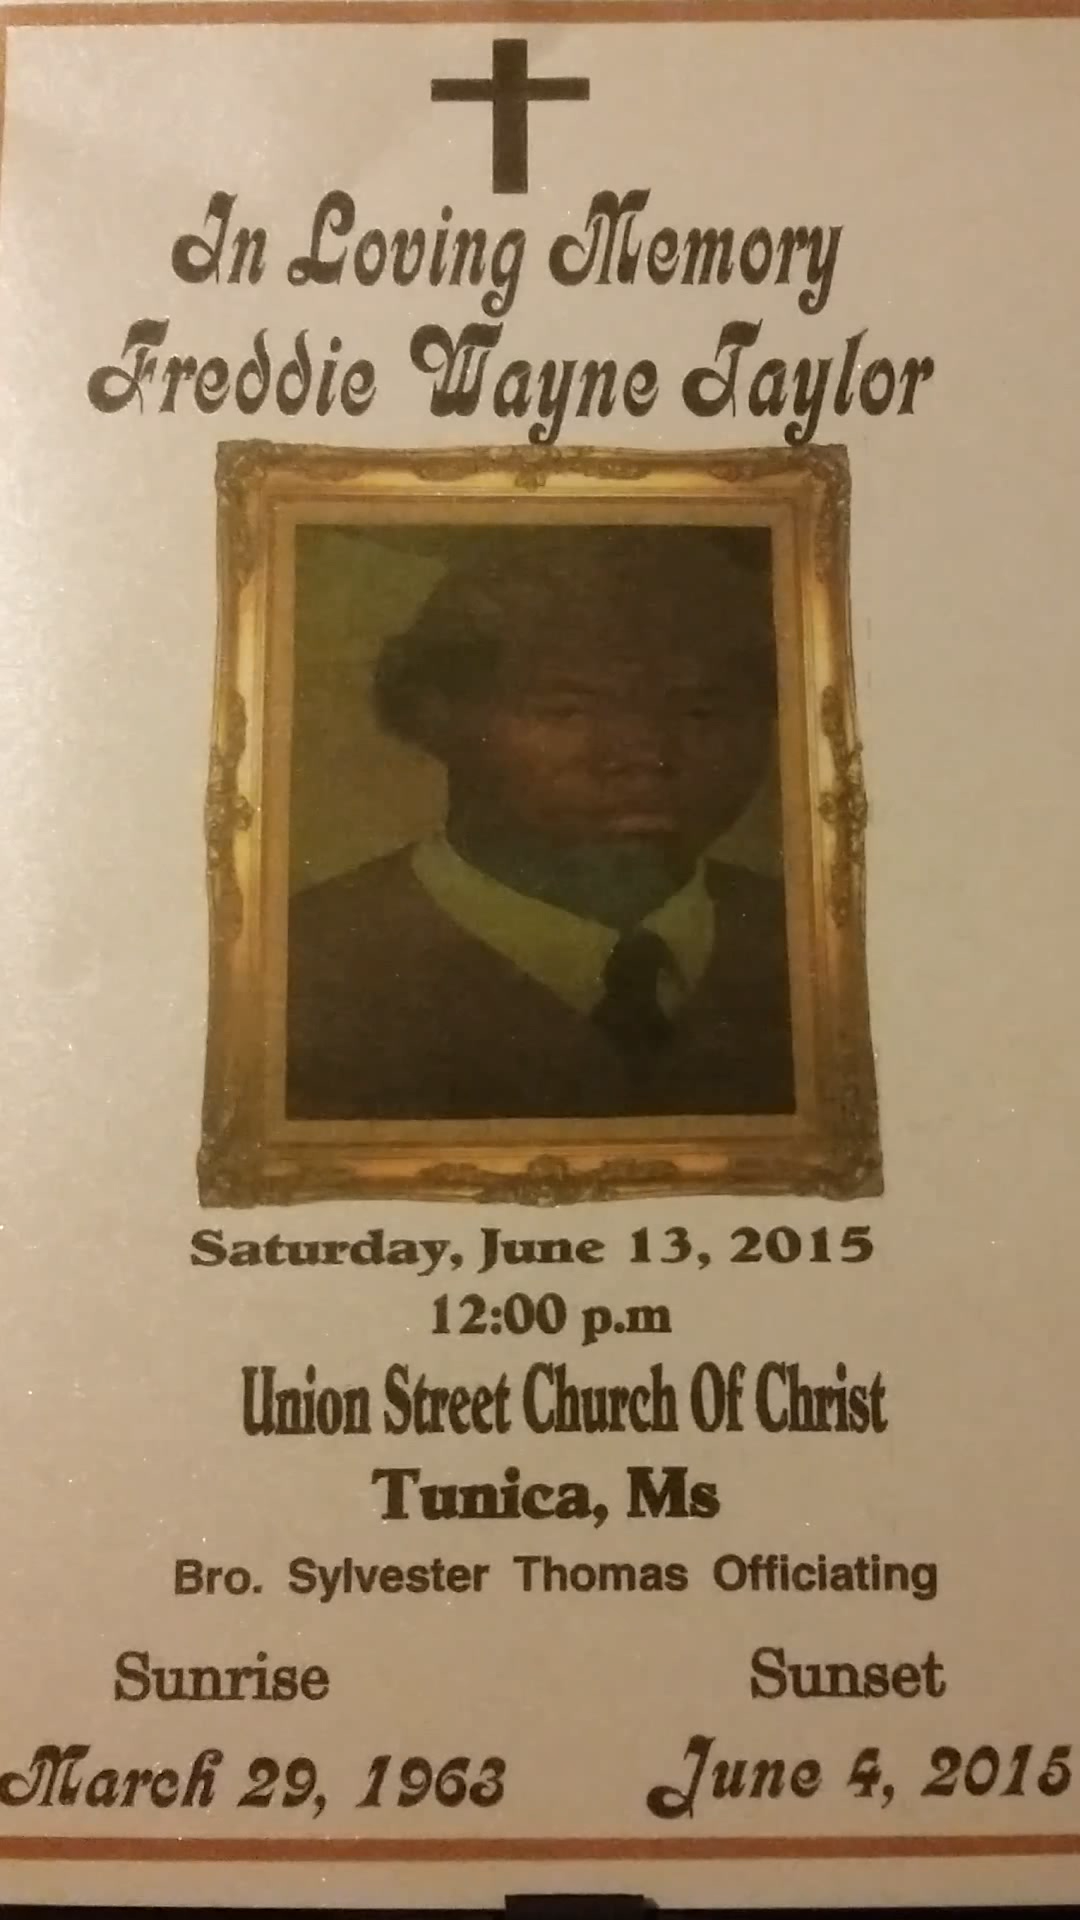 In Loving Memory
Freddie Wayne Taylor
Saturday, June 13, 2015
12:00 p.m
Union Street Church Of Christ
Tunica, Ms
Bro. Sylvester Thomas Officiating
Sunrise
Sunset
March 29, 1963
June 4, 2015